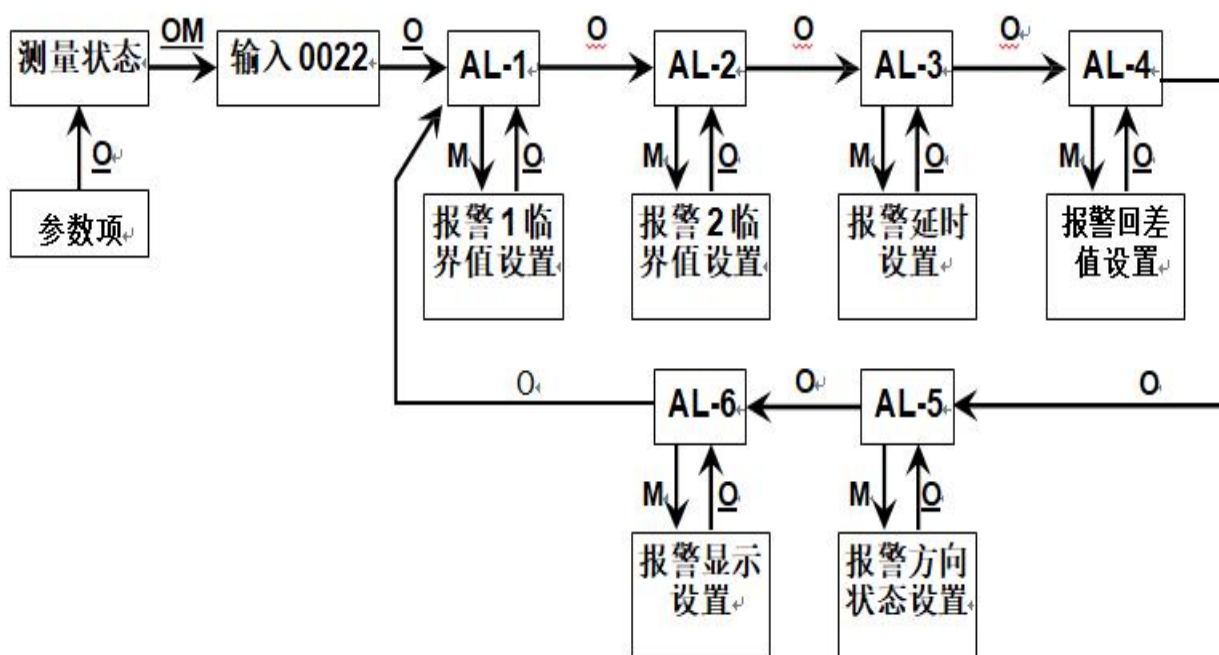 O O O
测量状态 OM 输入0022 O AL-1 AL-2 AL-3 AL-4
M O M O M O M O
O
参数项
报警1临 报警2临 报警延时 报警回差
界值设置 界值设置 设置 值设置
O O O
AL-6 AL-5
M O M O
报警显示 报警方向
设置 状态设置